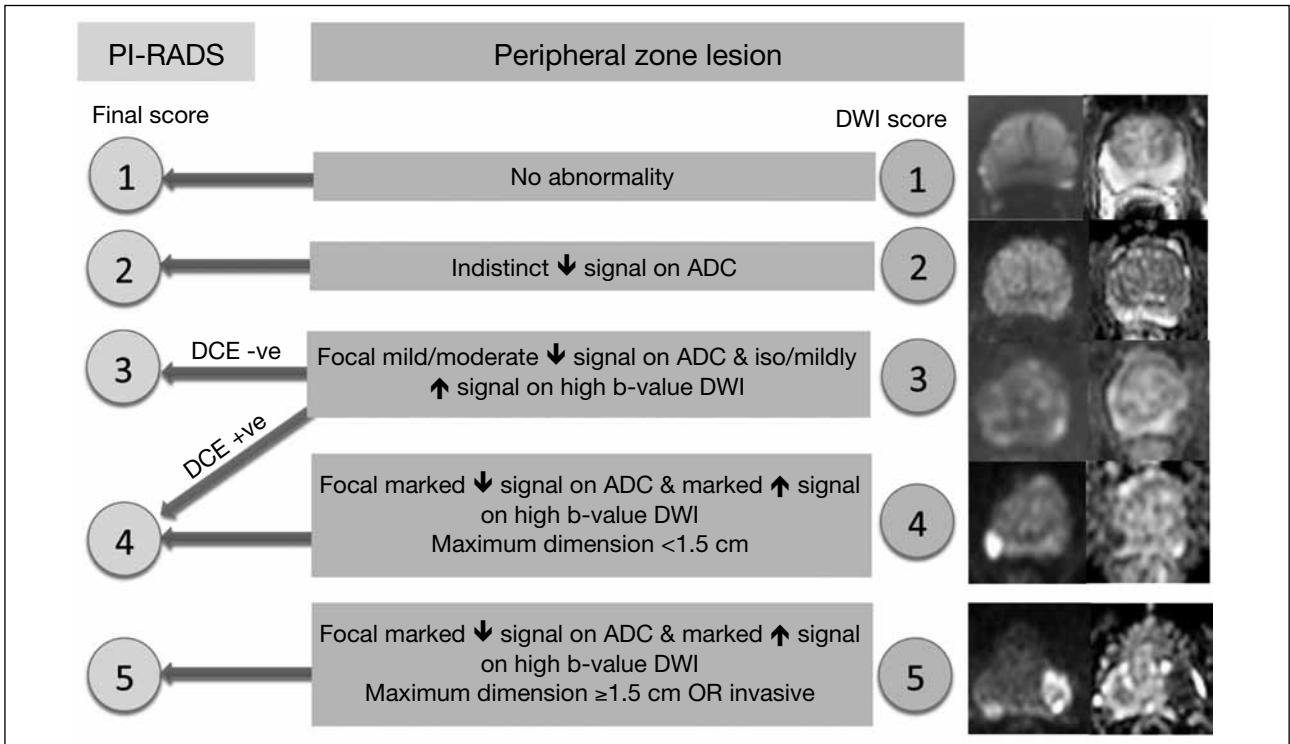 PI-RADS
Peripheral zone lesion
Final score
DWI score
1
No abnormality
1
2
Indistinct 🡫 signal on ADC
2
DCE -ve
3
Focal mild/moderate 🡫 signal on ADC & iso/mildly
🡩 signal on high b-value DWI
3
DCE +ve
4
Focal marked 🡫 signal on ADC & marked 🡩 signal
on high b-value DWI
Maximum dimension <1.5 cm
4
5
Focal marked 🡫 signal on ADC & marked 🡩 signal
on high b-value DWI
Maximum dimension ≥1.5 cm OR invasive
5